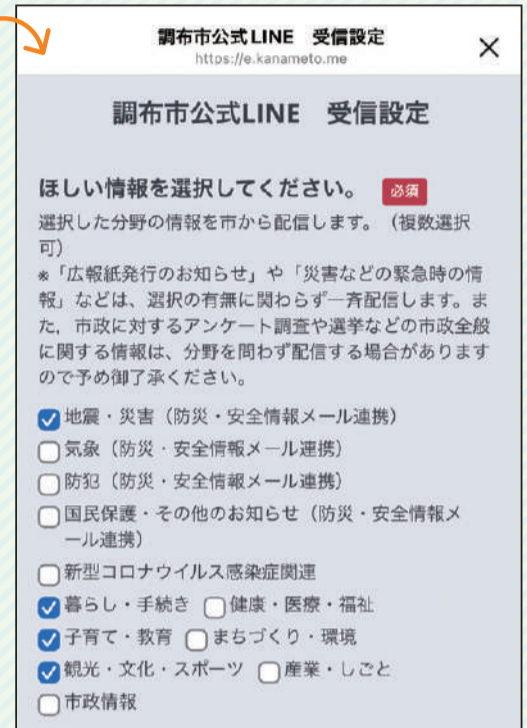 調布市公式LINE　受信設定
https://e.kanameto.me
調布市公式LINE　受信設定
ほしい情報を選択してください。 必須
選択した分野の情報を市から配信します。（複数選択
可）
※「広報紙発行のお知らせ」や「災害などの緊急時の情
報」などは、選択の有無に関わらず一斉配信します。ま
た，市政に対するアンケート調査や選挙などの市政全般
に関する情報は、分野を問わず配信する場合があります
ので予め御了承ください。
地震・災害（防災・安全情報メール連携）
気象（防災・安全情報メール連携）
防犯（防災・安全情報メール連携）
国民保護・その他のお知らせ（防災・安全情報メ
ール連携）
新型コロナウイルス感染症関連
暮らし・手続き 健康・医療・福祉
子育て・教育 まちづくり・環境
観光・文化・スポーツ 産業・しごと
市政情報